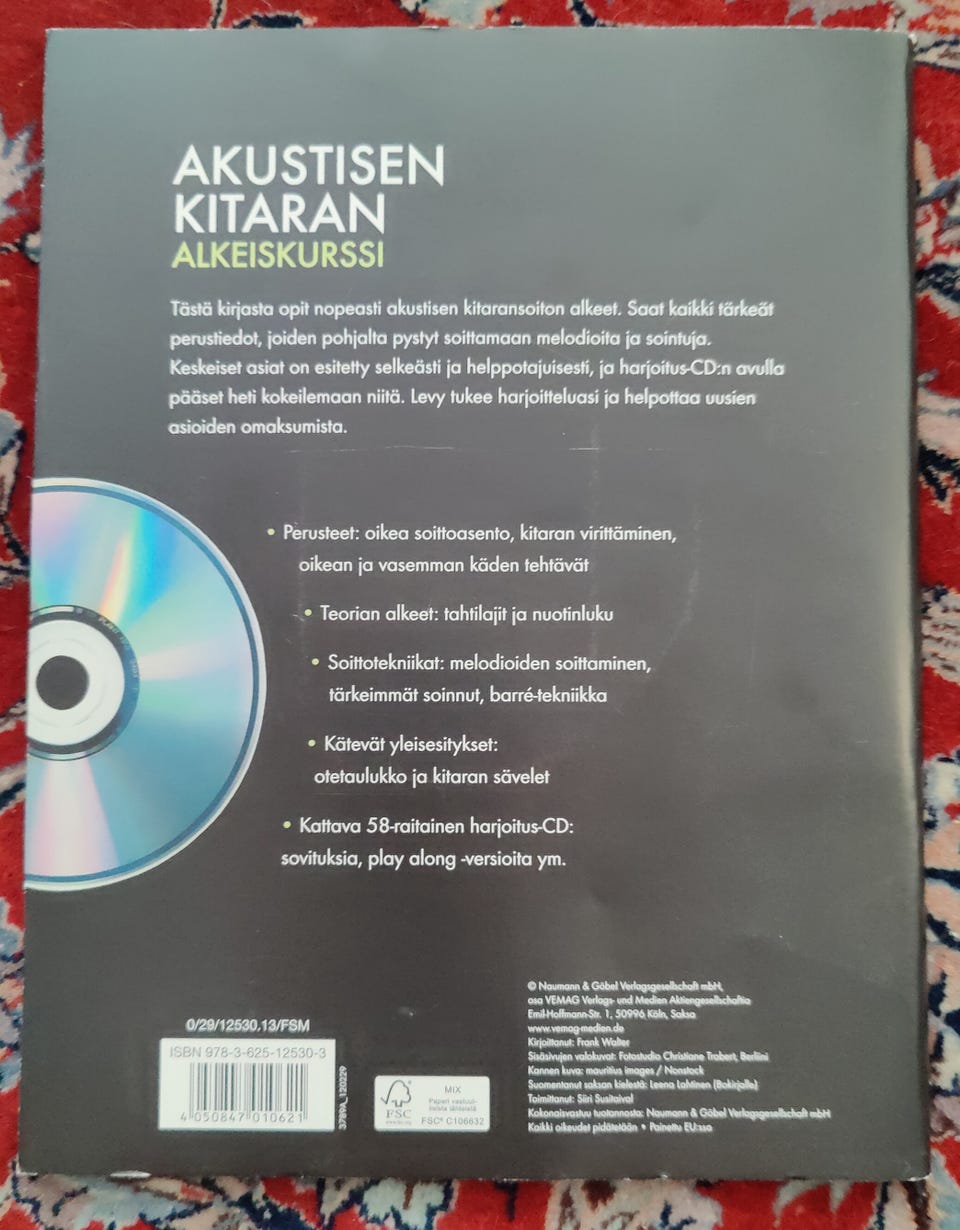 AKUSTISEN
KITARAN
ALKEISKURSSI
Tästä kirjasta opit nopeasti akustisen kitaransoiton alkeet. Saat kaikki tärkeät
perustiedot, joiden pohjalta pystyt soittamaan melodioita ja sointuja.
Keskeiset asiat on esitetty selkeästi ja helppotajuisesti, ja harjoitus-CD:n avulla
pääset heti kokeilemaan niitä. Levy tukee harjoitteluasi ja helpottaa uusien
asioiden omaksumista.
• Perusteet: oikea soittoasento, kitaran virittäminen,
oikean ja vasemman käden tehtävät
• Teorian alkeet: tahtilajit ja nuotinluku
• Soittotekniikat: melodioiden soittaminen,
tärkeimmät soinnut, barré-tekniikka
• Kätevät yleisesitykset:
otetaulukko ja kitaran sävelet
• Kattava 58-raitainen harjoitus-CD:
sovituksia, play along -versioita ym.
© Naumann & Göbel Verlagsgesellschaft mbH,
osa VEMAG Verlags- und Medien Aktiengesellschaftia
Emil-Hoffmann-Str. 1, 50996 Köln, Saksa
www.vemag-medien.de
Kirjoittanut: Frank Walter
Sisäsivujen valokuvat: Fotostudio Christiane Trabert, Berliini
Kannen kuva: mauritius images / Nonstock
Suomentanut saksan kielestä: Leena Lahtinen (Bokirjalle)
Toimittanut: Siiri Susitaival
Kokonaisvastuu tuotannosta: Naumann & Göbel Verlagsgesellschaft mbH
Kaikki oikeudet pidätetään • Painettu EU:ssa
0/29/12530.13/FSM
ISBN 978-3-625-12530-3
4 050847 010621
3789A_120229
FSC
MIX
Paperi vastuul-
lisista lähteistä
FSC® C106632